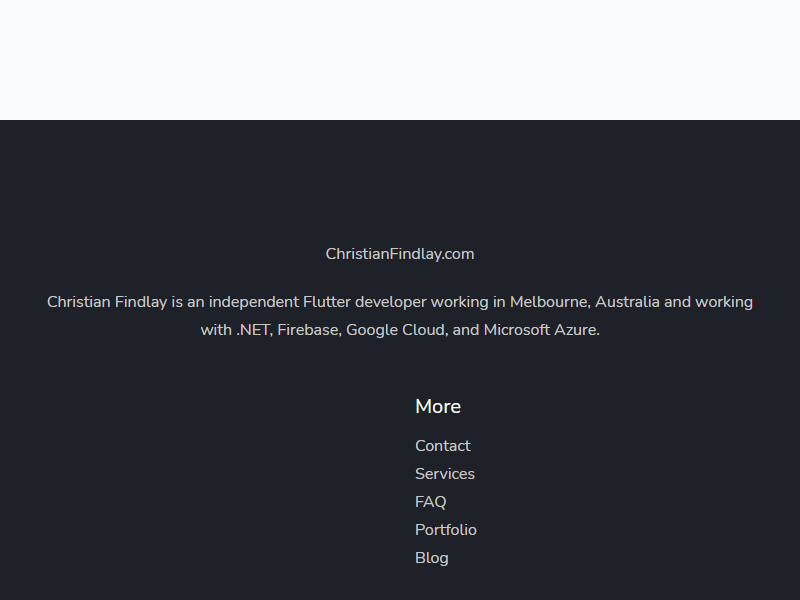 ChristianFindlay.com
Christian Findlay is an independent Flutter developer working in Melbourne, Australia and working
with .NET, Firebase, Google Cloud, and Microsoft Azure.
More
Contact
Services
FAQ
Portfolio
Blog